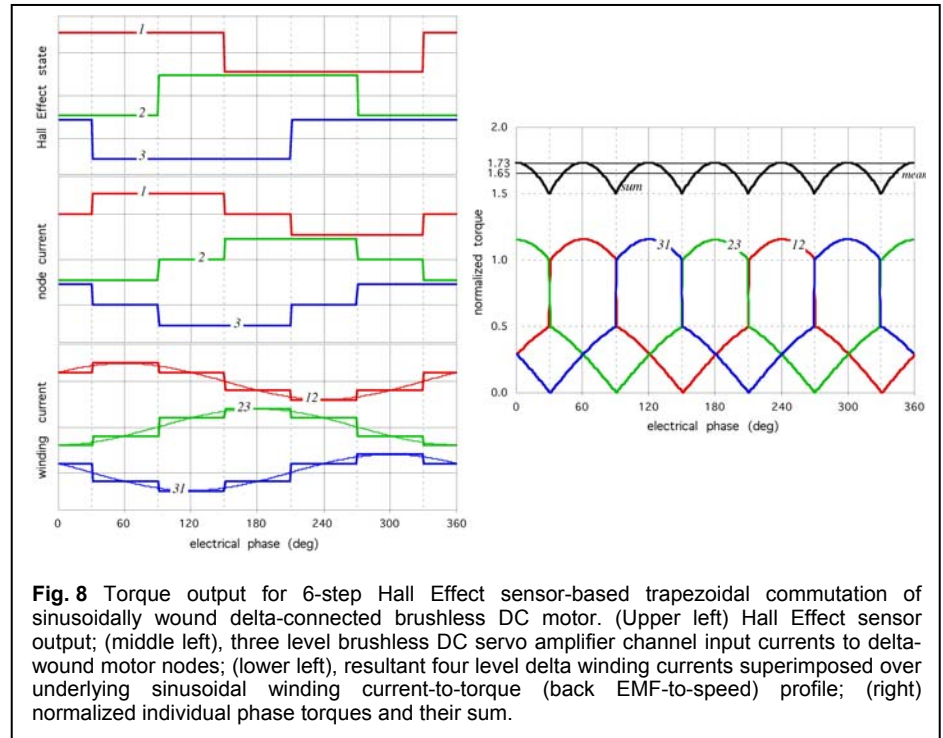 Hall Effect state
1
2
3
node current
1
2
3
winding current
12
23
31
0 60 120 180 240 300 360
electrical phase (deg)
normalized torque
2.0
1.73
1.65
1.5
1.0
0.5
0.0
sum
mean
31 23 12
0 60 120 180 240 300 360
electrical phase (deg)
Fig. 8 Torque output for 6-step Hall Effect sensor-based trapezoidal commutation of
sinusoidally wound delta-connected brushless DC motor. (Upper left) Hall Effect sensor
output; (middle left), three level brushless DC servo amplifier channel input currents to delta-
wound motor nodes; (lower left), resultant four level delta winding currents superimposed over
underlying sinusoidal winding current-to-torque (back EMF-to-speed) profile; (right)
normalized individual phase torques and their sum.